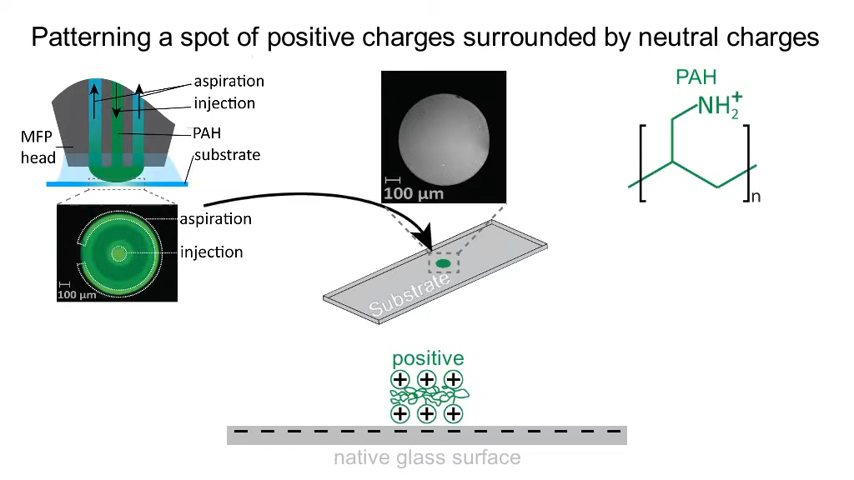 Patterning a spot of positive charges surrounded by neutral charges
aspiration
injection
PAH
substrate
MFP
head
aspiration
injection
100 µm
100 µm
Substrate
PAH
NH2+
n
positive
+ + +
+ + +
native glass surface